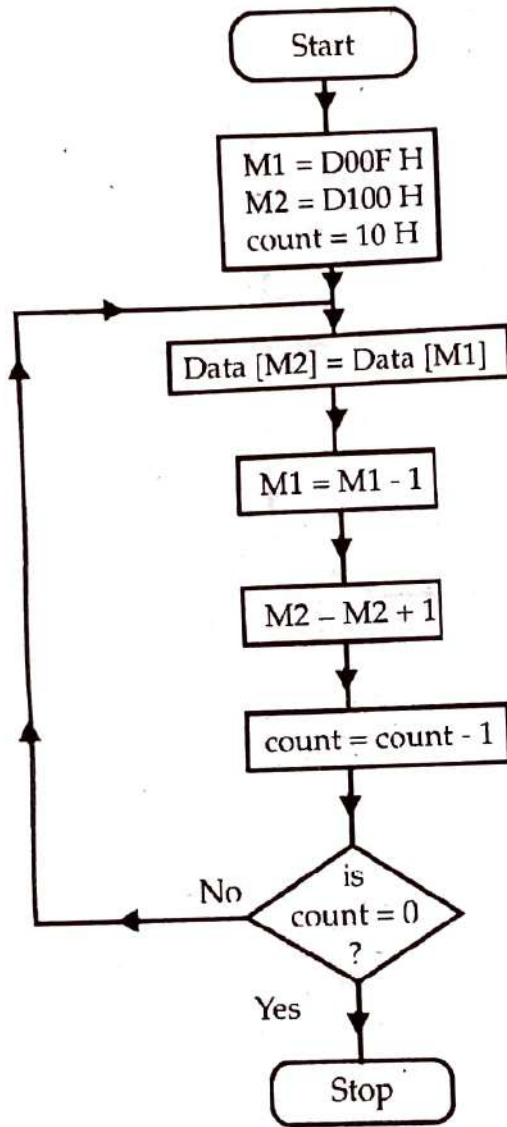 Start
M1 = D00F H
M2 = D100 H
count = 10 H
Data [M2] = Data [M1]
M1 = M1 - 1
M2 – M2 + 1
count = count - 1
is
count = 0
?
No
Yes
Stop